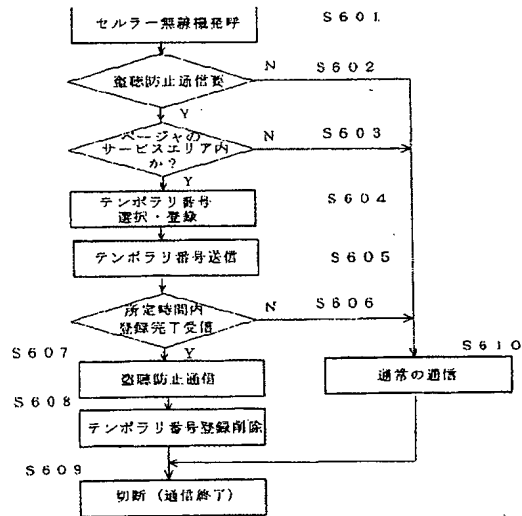 セルラー無線機発呼
S601
盗聴防止通信要
N
S602
Y
ページャの
サービスエリア内
か?
N
S603
Y
テンポラリ番号
選択・登録
S604
テンポラリ番号送信
S605
所定時間内
登録完了受信
N
S606
Y
S607
盗聴防止通信
S610
通常の通信
S608
テンポラリ番号登録削除
S609
切断(通信終了)